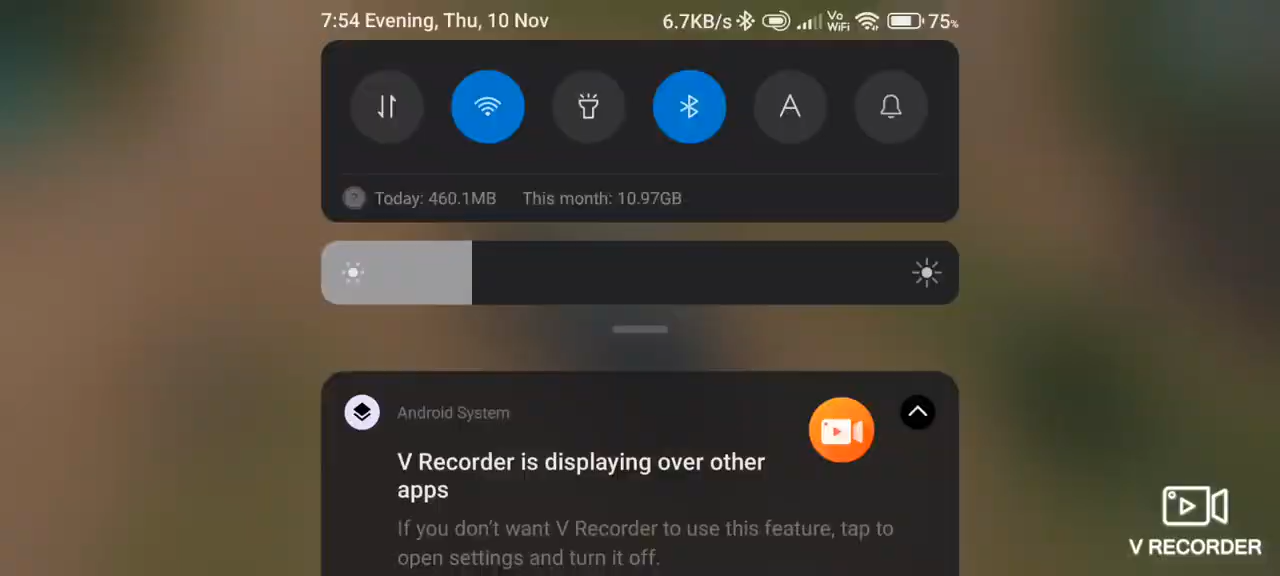 7:54 Evening, Thu, 10 Nov 6.7KB/s Vo WiFi 75%
A
Today: 460.1MB This month: 10.97GB
Android System
V Recorder is displaying over other
apps
If you don't want V Recorder to use this feature, tap to
open settings and turn it off.
V RECORDER